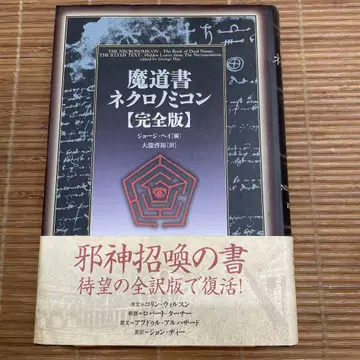 THE NECRONOMICON: The Book of Dead Names
THE R'LYEH TEXT: Hidden Leaves from The Necronomicon
edited by George Hay
魔道書
ネクロノミコン
【完全版】
ジョージ・ヘイ［編］
大瀧啓裕［訳］
邪神招喚の書
待望の全訳版で復活!
序文＝コリン・ウィルスン
解読＝ロバート・ターナー
原文＝アブドゥル・アルハザード
英訳＝ジョン・ディー